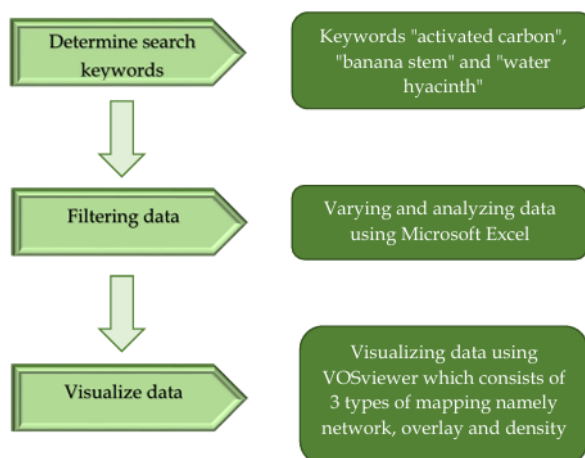 Determine search
keywords
Keywords "activated carbon",
"banana stem" and "water
hyacinth"
Filtering data
Varying and analyzing data
using Microsoft Excel
Visualize data
Visualizing data using
VOSviewer which consists of
3 types of mapping namely
network, overlay and density